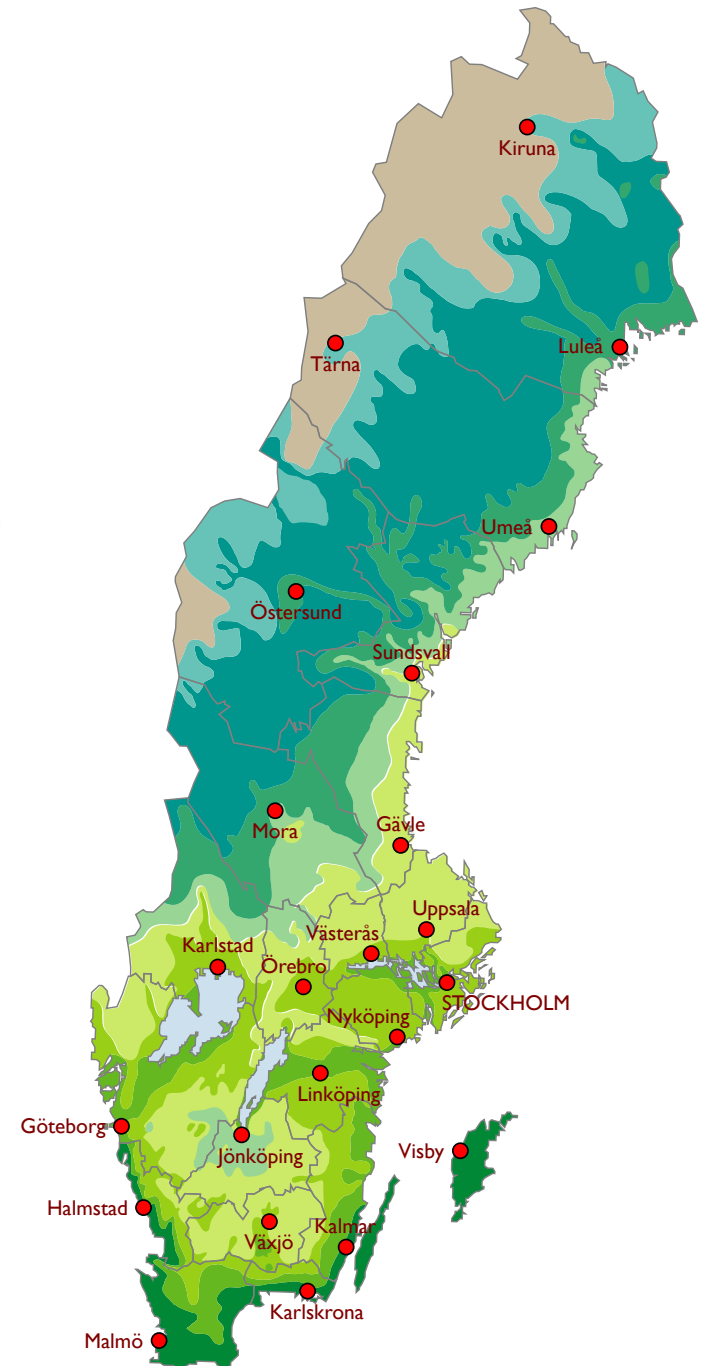 Kiruna
Luleå
Tärna
Umeå
Östersund
Sundsvall
Mora
Gävle
Uppsala
Västerås
Karlstad
Örebro
STOCKHOLM
Nyköping
Linköping
Göteborg
Visby
Jönköping
Halmstad
Kalmar
Växjö
Karlskrona
Malmö